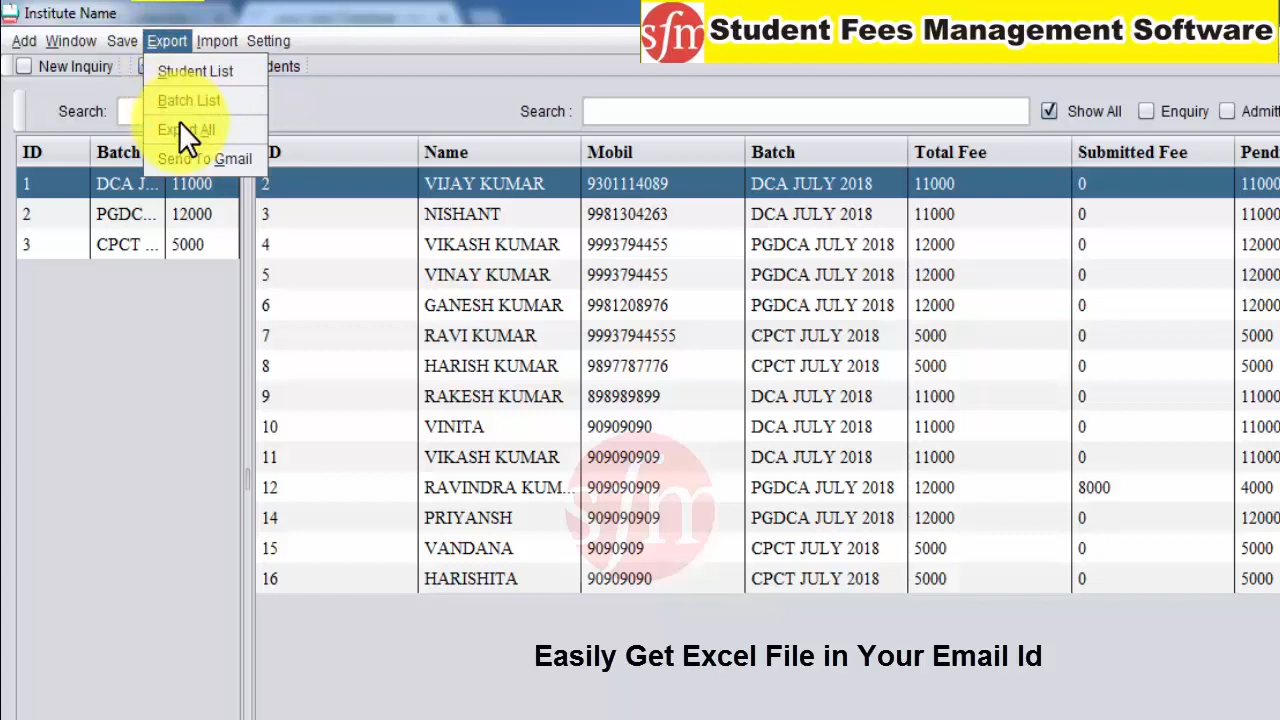 Institute Name
sfm Student Fees Management Software
Add Window Save Export Import Setting
New Inquiry
Student List
Batch List
Send To Gmail
Search:
Search :
Show All Enquiry
ID Batch
1 DCA J... 11000
2 PGDC... 12000
3 CPCT ... 5000
Name Mobil Batch Total Fee Submitted Fee
2 VIJAY KUMAR 9301114089 DCA JULY 2018 11000 0 11000
3 NISHANT 9981304263 DCA JULY 2018 11000 0 11000
4 VIKASH KUMAR 9993794455 PGDCA JULY 2018 12000 0 12000
5 VINAY KUMAR 9993794455 PGDCA JULY 2018 12000 0 12000
6 GANESH KUMAR 9981208976 PGDCA JULY 2018 12000 0 12000
7 RAVI KUMAR 99937944555 CPCT JULY 2018 5000 0 5000
8 HARISH KUMAR 9897787776 CPCT JULY 2018 5000 0 5000
9 RAKESH KUMAR 898989899 DCA JULY 2018 11000 0 11000
10 VINITA 90909090 DCA JULY 2018 11000 0 11000
11 VIKASH KUMAR 909090909 DCA JULY 2018 11000 0 11000
12 RAVINDRA KUM... 909090909 PGDCA JULY 2018 12000 8000 4000
14 PRIYANSH 909090909 PGDCA JULY 2018 12000 0 12000
15 VANDANA 9090909 CPCT JULY 2018 5000 0 5000
16 HARISHITA 90909090 CPCT JULY 2018 5000 0 5000
sfm
Easily Get Excel File in Your Email Id